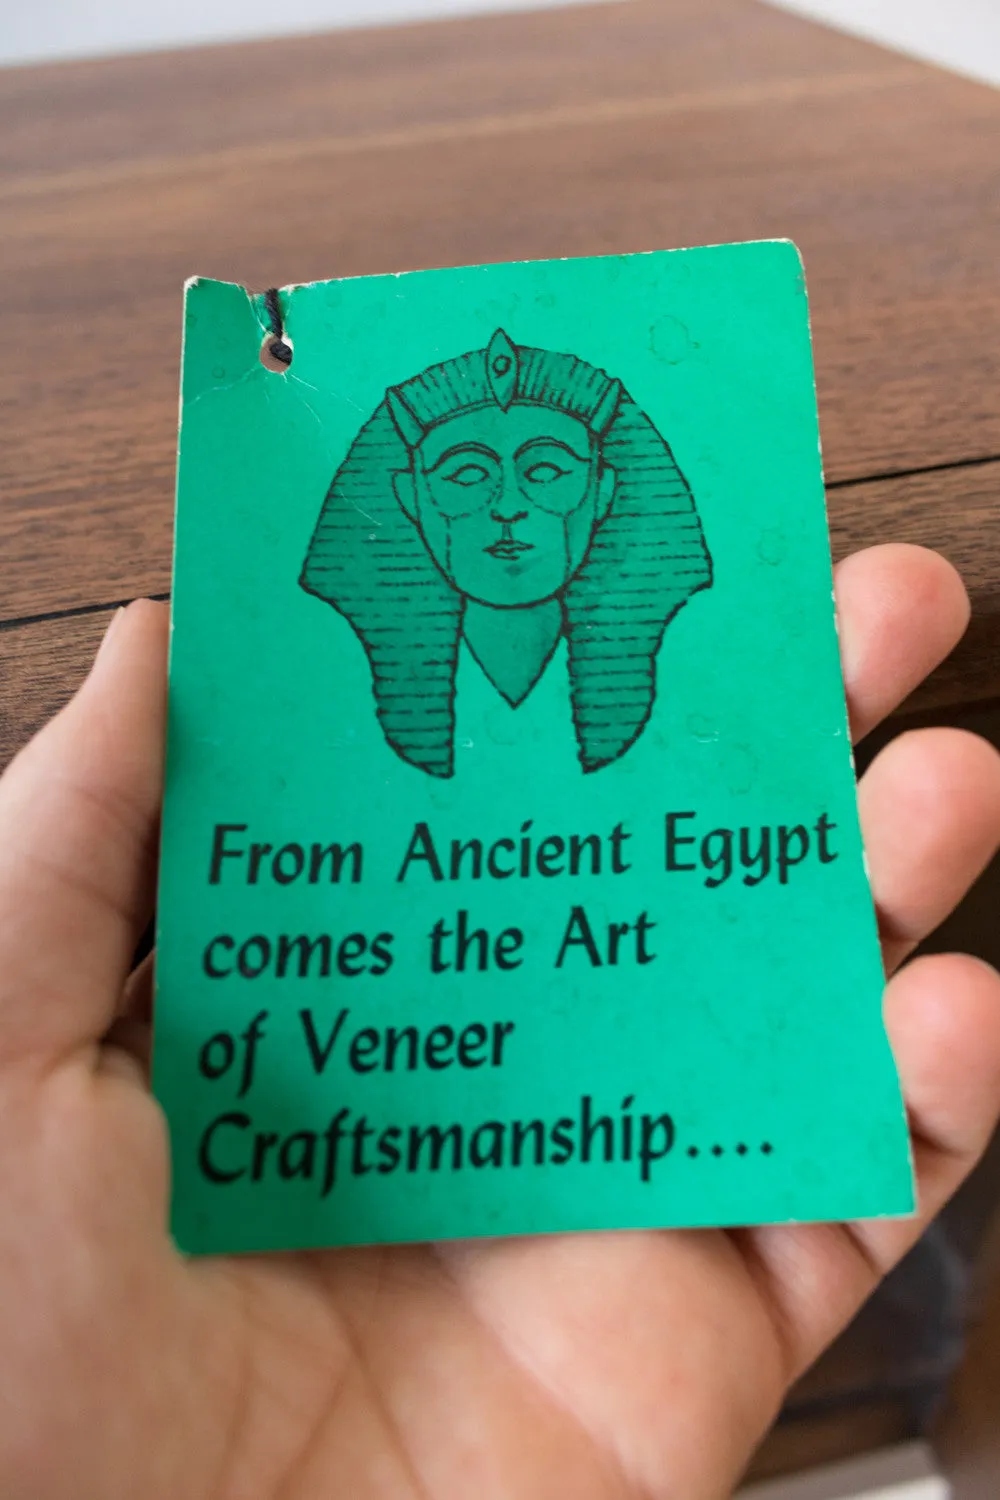 From Ancient Egypt
comes the Art
of Veneer
Craftsmanship....